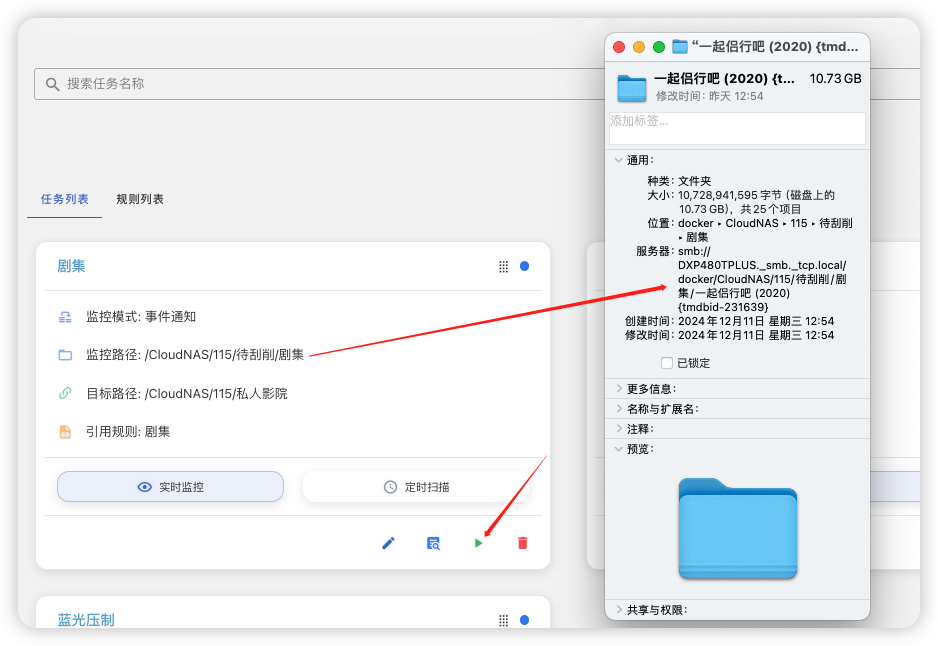 搜索任务名称
任务列表
规则列表
剧集
监控模式: 事件通知
监控路径: /CloudNAS/115/待刮削/剧集
目标路径: /CloudNAS/115/私人影院
引用规则: 剧集
实时监控
定时扫描
蓝光压制
“一起侣行吧 (2020) {tmd...
一起侣行吧 (2020) {t... 10.73 GB
修改时间: 昨天 12:54
添加标签...
通用:
种类: 文件夹
大小: 10,728,941,595 字节 (磁盘上的
10.73 GB)，共 25 个项目
位置: docker ▸ CloudNAS ▸ 115 ▸ 待刮削
▸ 剧集
服务器: smb://
DXP480TPLUS._smb._tcp.local/
docker/CloudNAS/115/待刮削/剧
集/一起侣行吧 (2020)
{tmdbid-231639}
创建时间: 2024年12月11日 星期三 12:54
修改时间: 2024年12月11日 星期三 12:54
已锁定
更多信息:
名称与扩展名:
注释:
预览:
共享与权限: